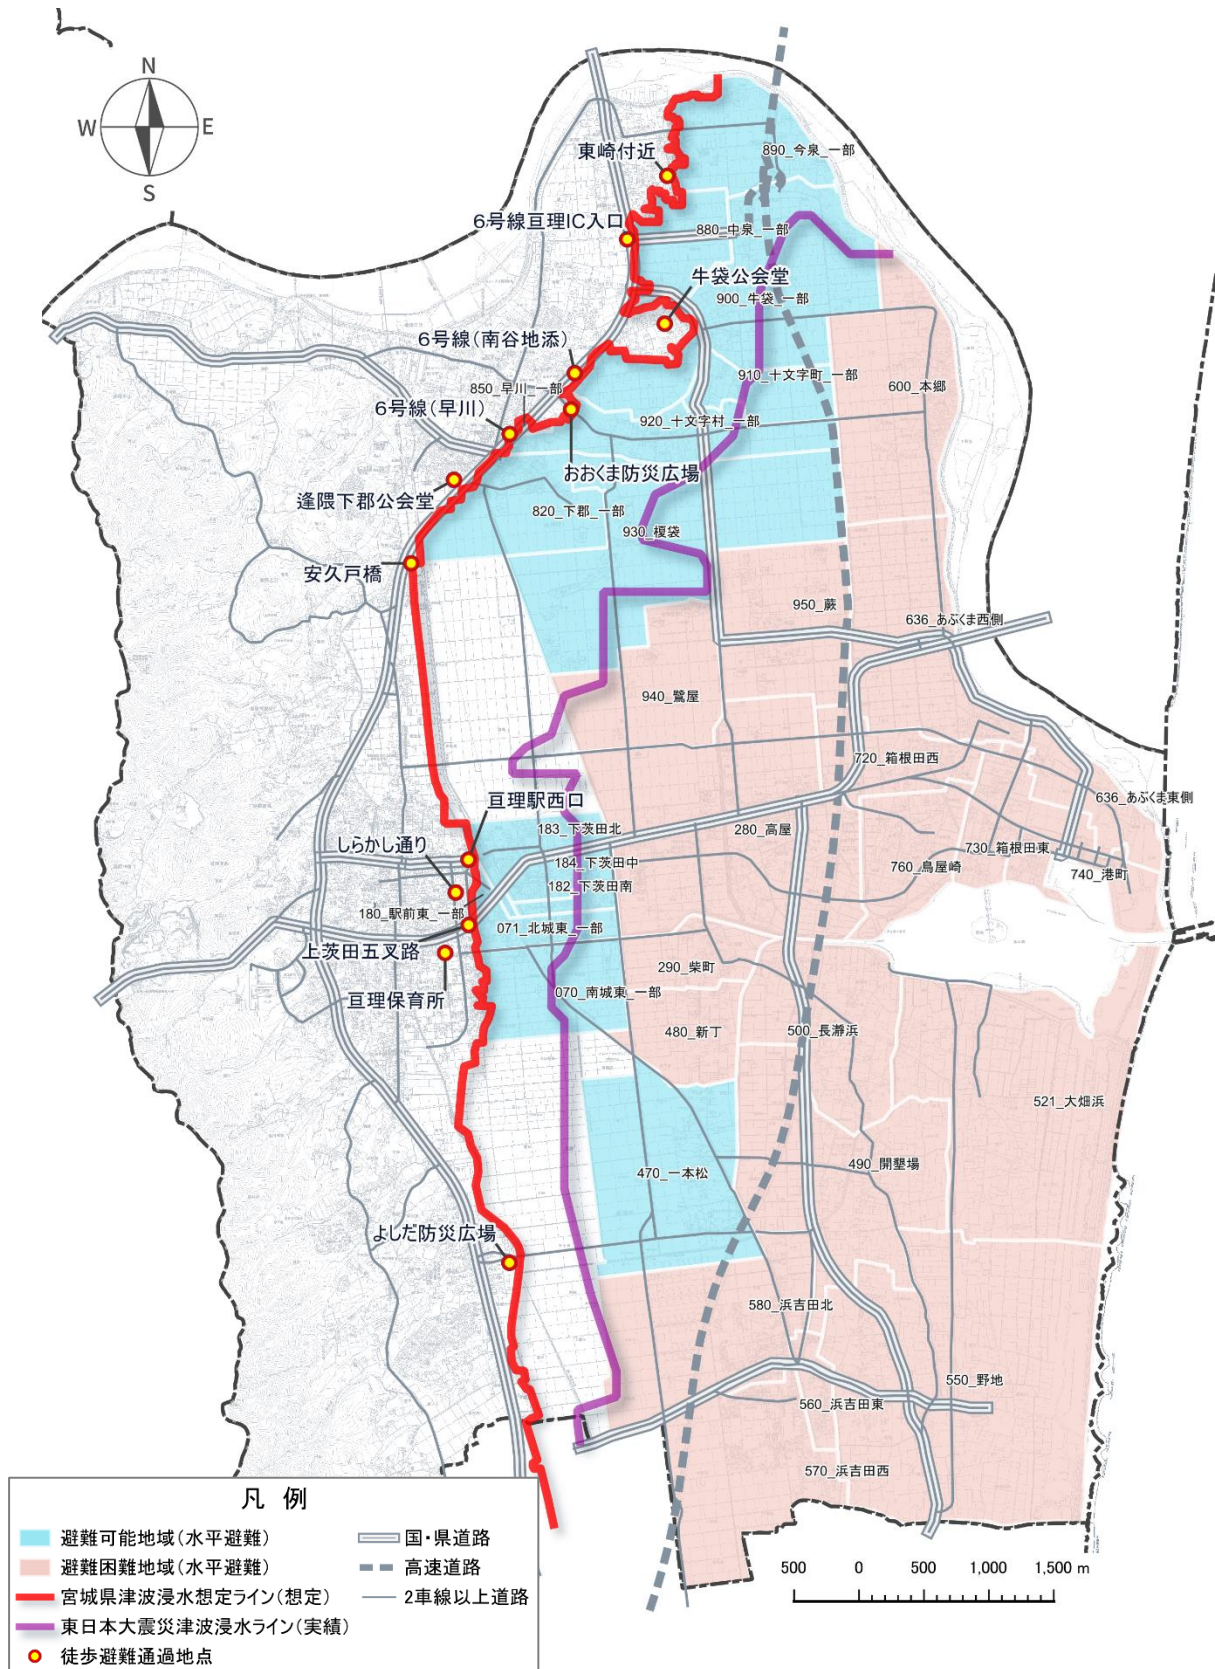 N
W
E
S
東崎付近
890_今泉_一部
6号線亘理IC入口
880_中泉_一部
牛袋公会堂
900_牛袋_一部
6号線(南谷地添)
850_早川_一部
910_十文字町_一部
600_本郷
6号線(早川)
920_十文字村_一部
おおくま防災広場
逢隈下郡公会堂
820_下郡_一部
930_榎袋
安久戸橋
950_蕨
636_あぶくま西側
940_鷺屋
720_箱根田西
亘理駅西口
636_あぶくま東側
183_下茨田北
280_高屋
しらかし通り
184_下茨田中
730_箱根田東
760_鳥屋崎
740_港町
182_下茨田南
180_駅前東_一部
071_北城東_一部
上茨田五叉路
290_柴町
亘理保育所
070_南城東_一部
480_新丁
500_長瀞浜
521_大畑浜
490_開墾場
470_一本松
よしだ防災広場
580_浜吉田北
550_野地
560_浜吉田東
570_浜吉田西
凡 例
避難可能地域(水平避難)
国・県道路
避難困難地域(水平避難)
高速道路
宮城県津波浸水想定ライン(想定)
2車線以上道路
東日本大震災津波浸水ライン(実績)
徒歩避難通過地点
500 0 500 1,000 1,500 m